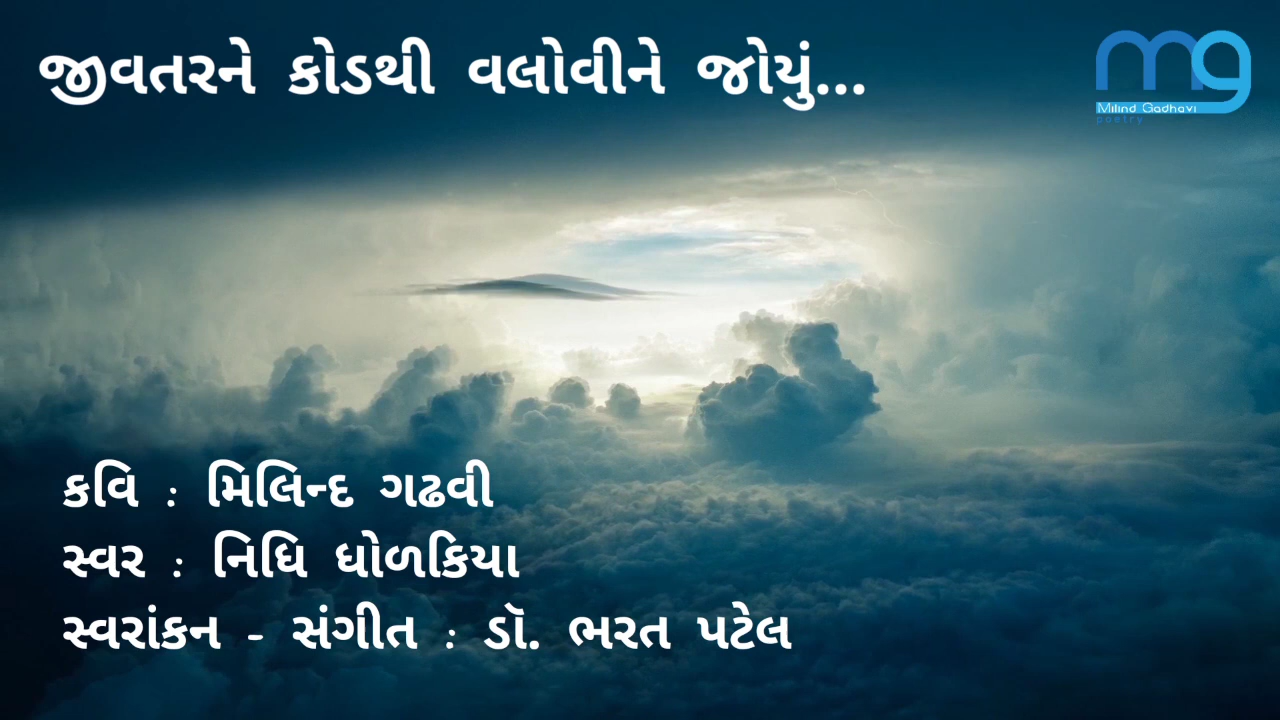 જીવતરને કોડથી વલોવીને જોયું...
mg
Milind Gadhavi
poetry
કવિ : મિલિન્દ ગઢવી
સ્વર : નિધિ ધોળકિયા
સ્વરાંકન - સંગીત : ડૉ. ભરત પટેલ